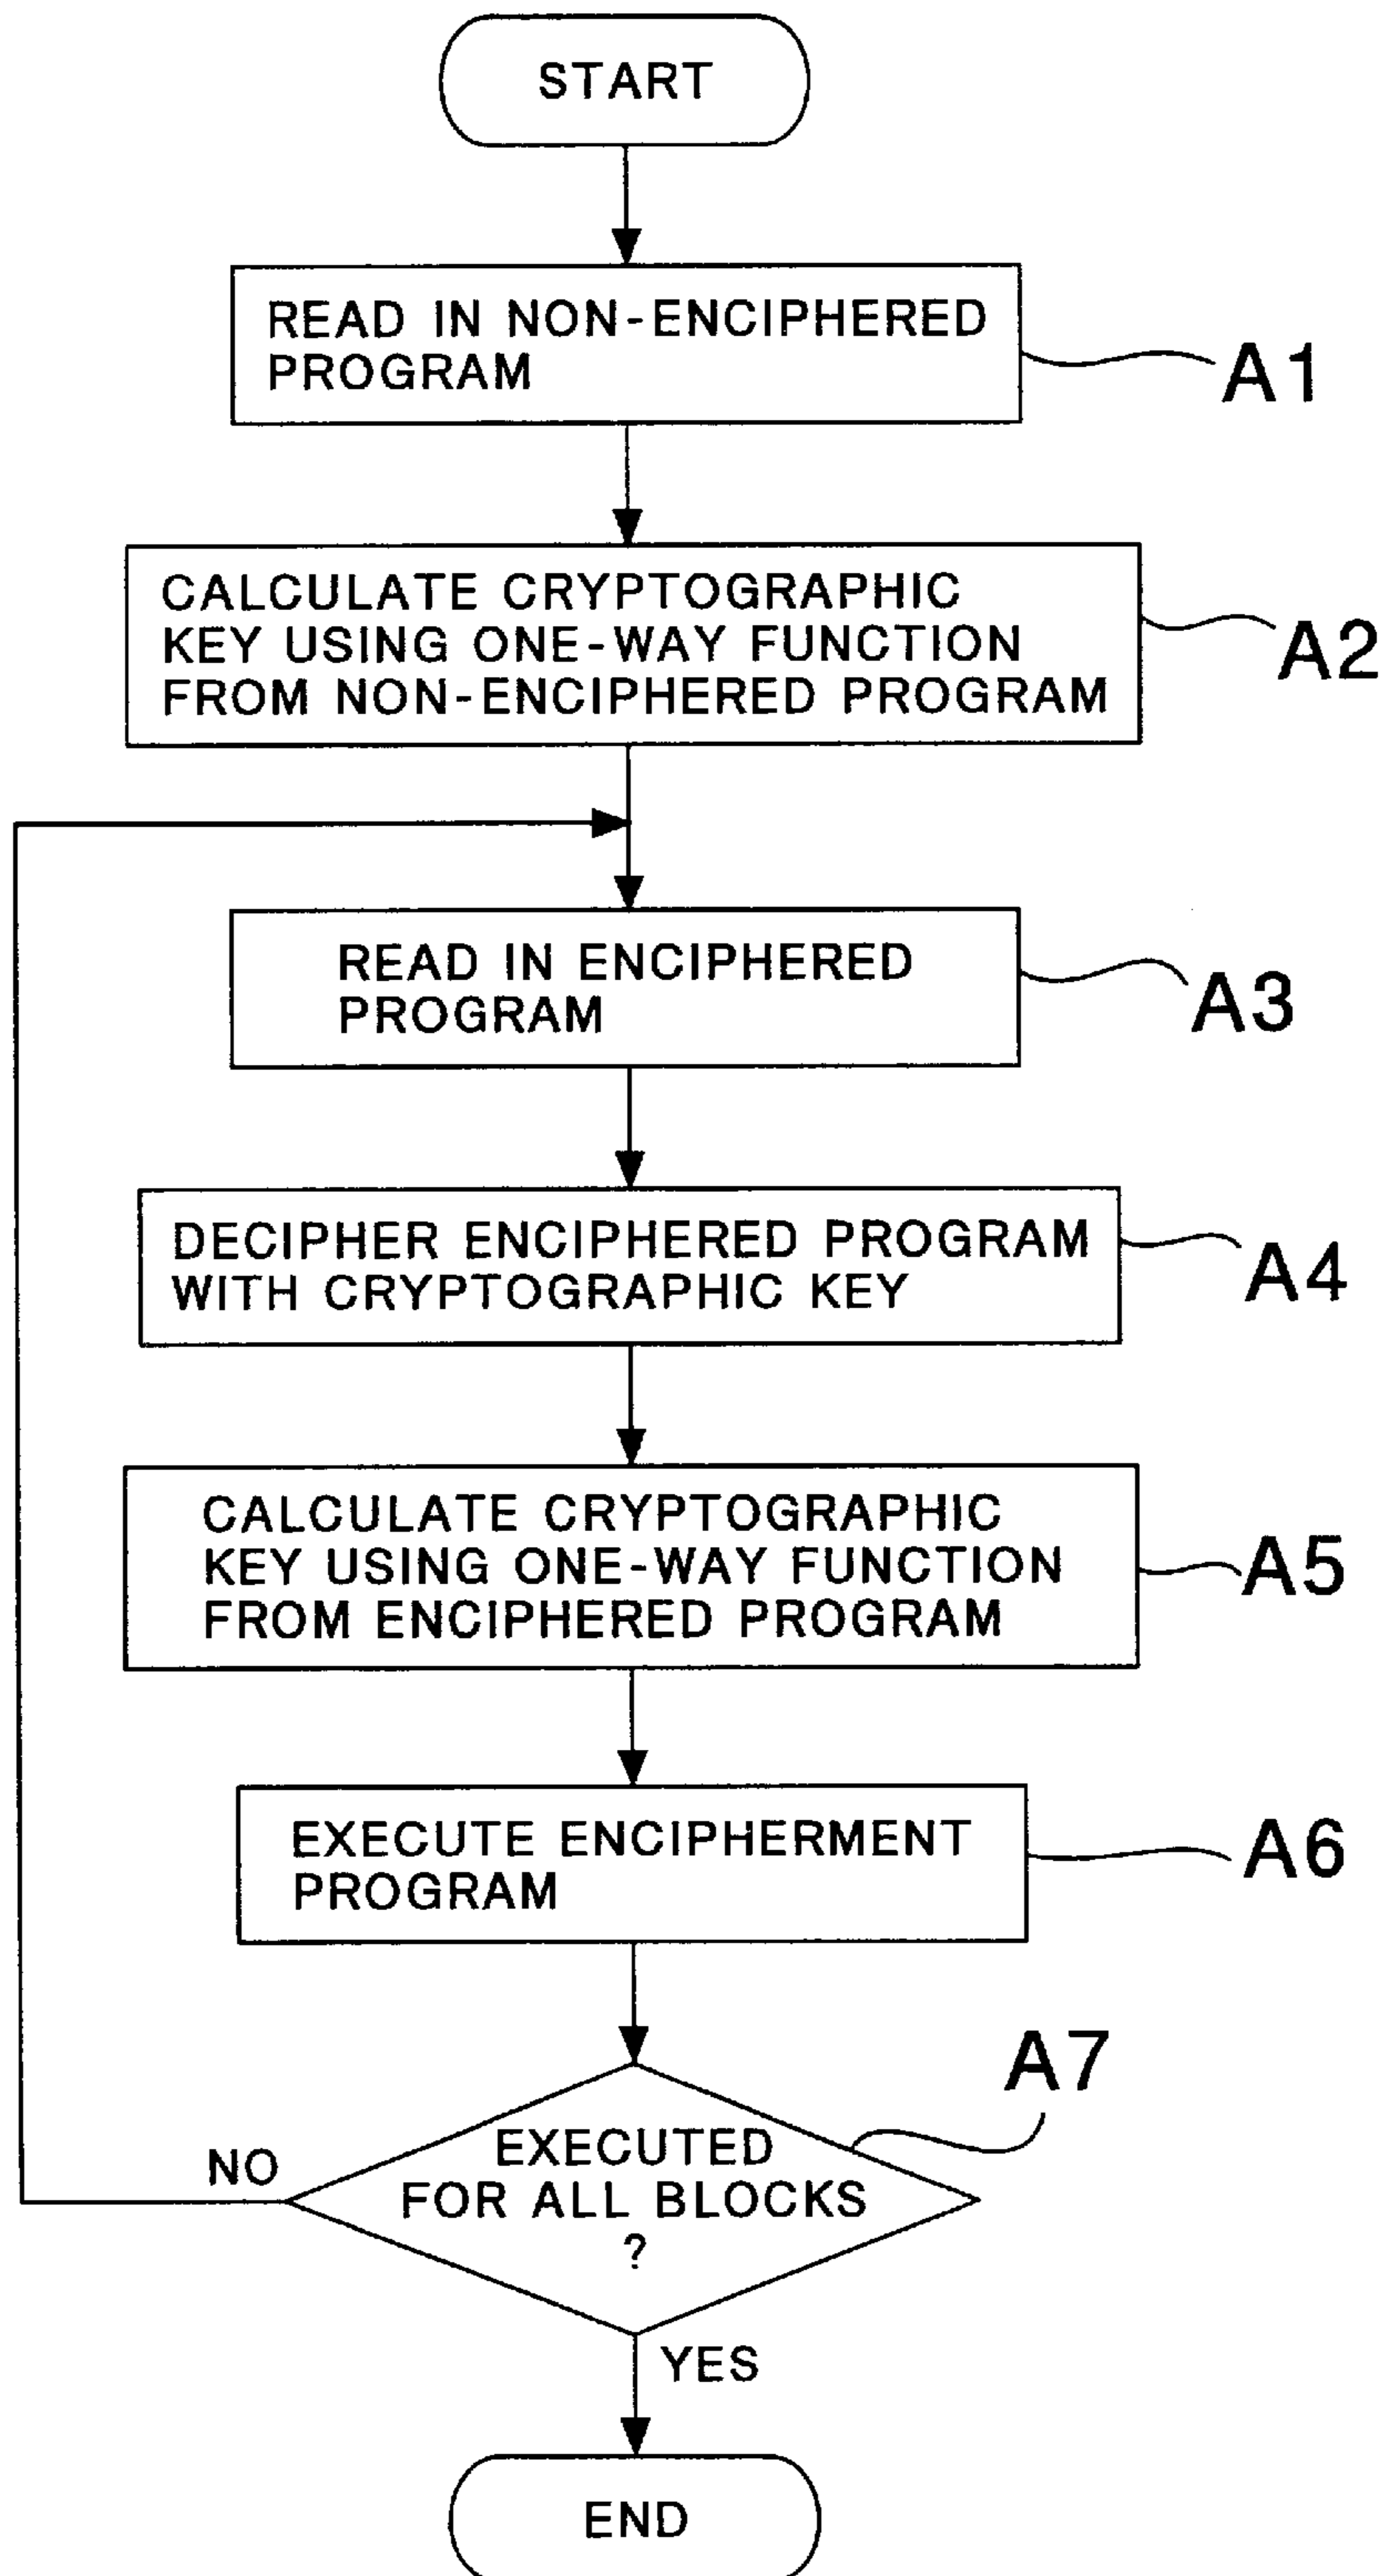 START
READ IN NON-ENCIPHERED
PROGRAM
A1
CALCULATE CRYPTOGRAPHIC
KEY USING ONE-WAY FUNCTION
FROM NON-ENCIPHERED PROGRAM
A2
READ IN ENCIPHERED
PROGRAM
A3
DECIPHER ENCIPHERED PROGRAM
WITH CRYPTOGRAPHIC KEY
A4
CALCULATE CRYPTOGRAPHIC
KEY USING ONE-WAY FUNCTION
FROM ENCIPHERED PROGRAM
A5
EXECUTE ENCIPHERMENT
PROGRAM
A6
A7
EXECUTED
FOR ALL BLOCKS
?
NO
YES
END